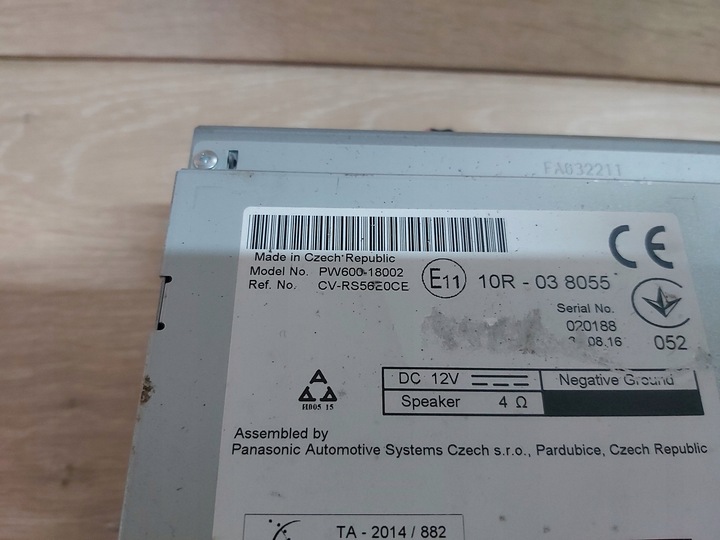 FA832211
Made in Czech Republic
Model No. PW600-18002
Ref. No. CV-RS56E0CE
E11 10R - 03 8055
CE
Serial No.
020188
08.16
052
И005 15
DC 12V Negative Ground
Speaker 4 Ω
Assembled by
Panasonic Automotive Systems Czech s.r.o., Pardubice, Czech Republic
TA - 2014 / 882